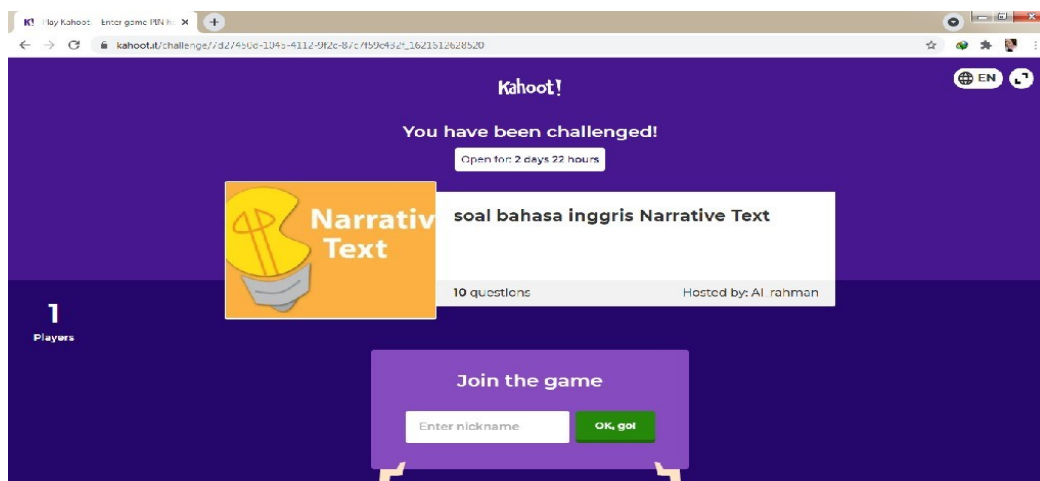 Play Kahoot! - Enter game PIN h
kahoot.it/challenge/
EN
Kahoot!
You have been challenged!
Open for: 2 days 22 hours
Narrativ
Text
soal bahasa inggris Narrative Text
10 questions
Hosted by: Al_rahman
1
Players
Join the game
Enter nickname
OK, go!